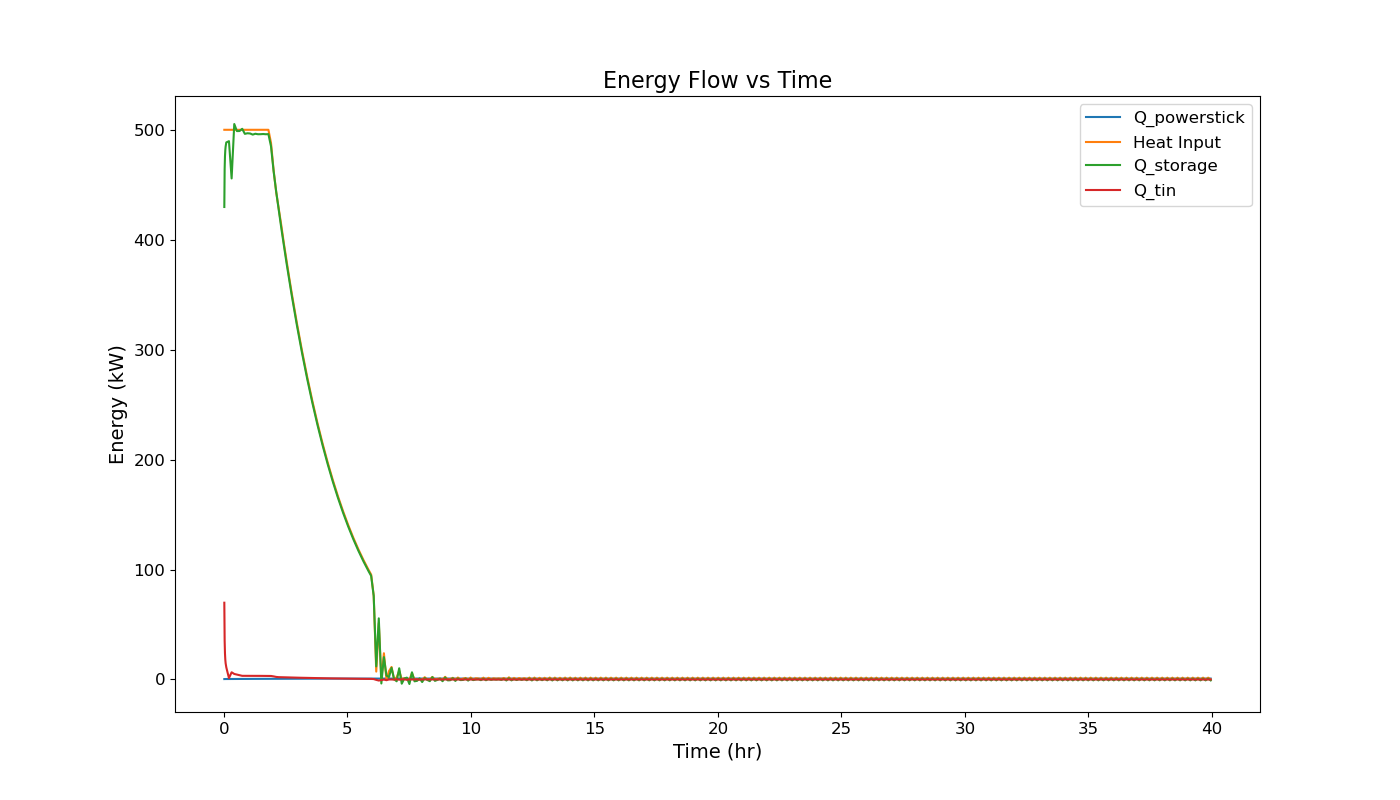 Energy Flow vs Time
Q_powerstick
Heat Input
Q_storage
Q_tin
Energy (kW)
500
400
300
200
100
0
0 5 10 15 20 25 30 35 40
Time (hr)